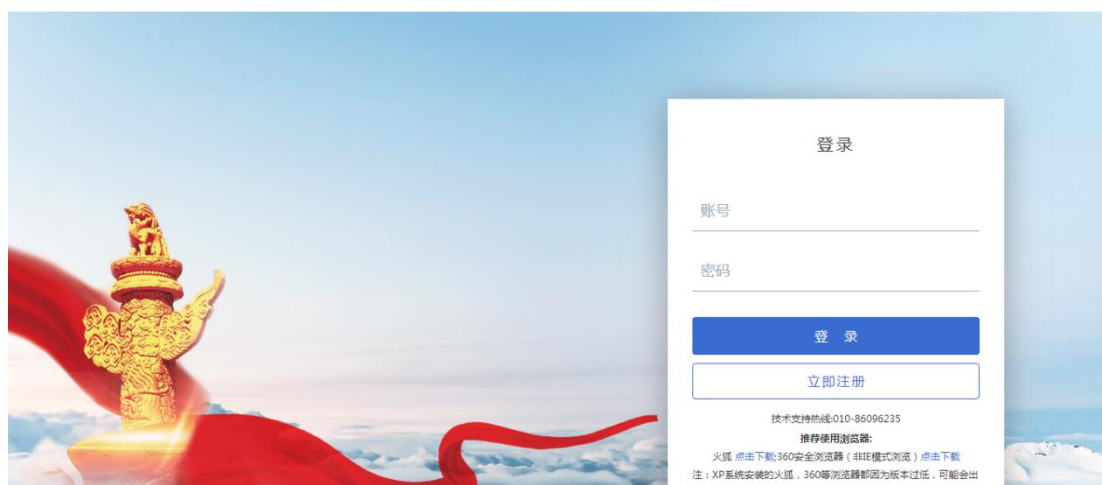 登录
账号
密码
登 录
立即注册
技术支持热线:010-86096235
推荐使用浏览器:
火狐 点击下载;360安全浏览器（非IE模式浏览）点击下载
注：XP系统安装的火狐，360等浏览器都因为版本过低，可能会出